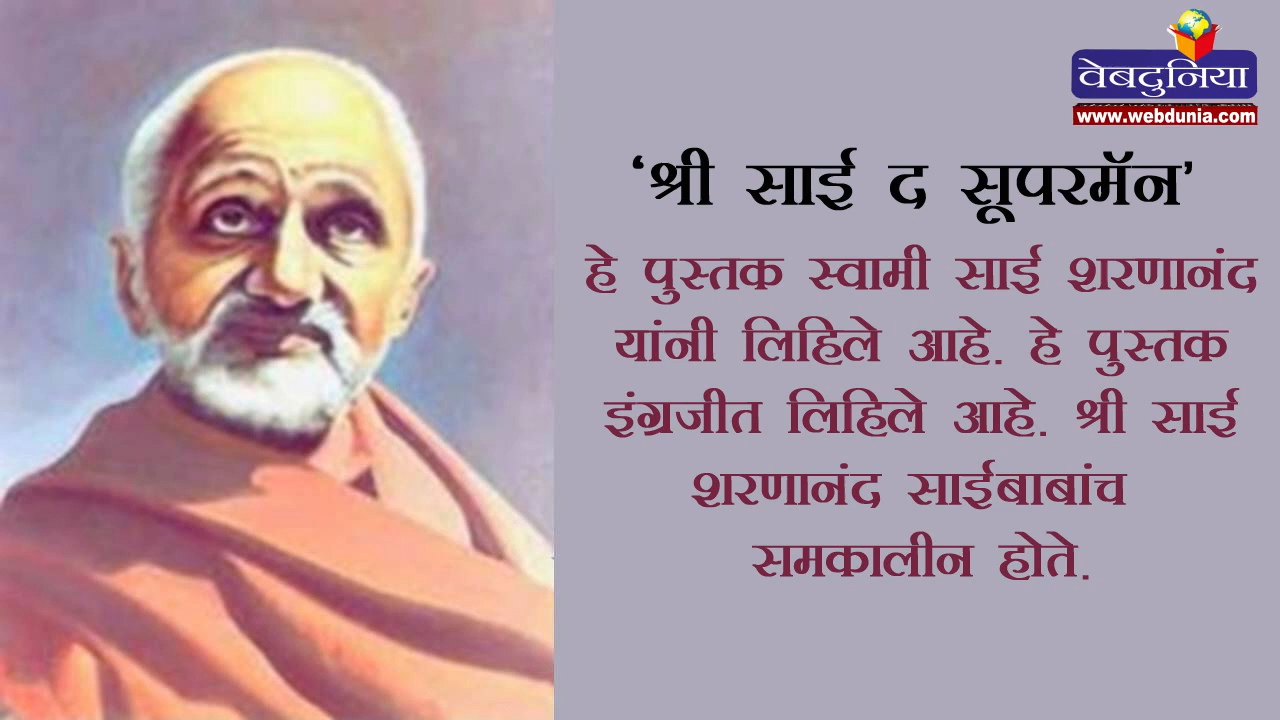 वेबदुनिया
www.webdunia.com
‘श्री साई द सूपरमॅन’
हे पुस्तक स्वामी साई शरणानंद
यांनी लिहिले आहे. हे पुस्तक
इंग्रजीत लिहिले आहे. श्री साई
शरणानंद साईबाबांच
समकालीन होते.